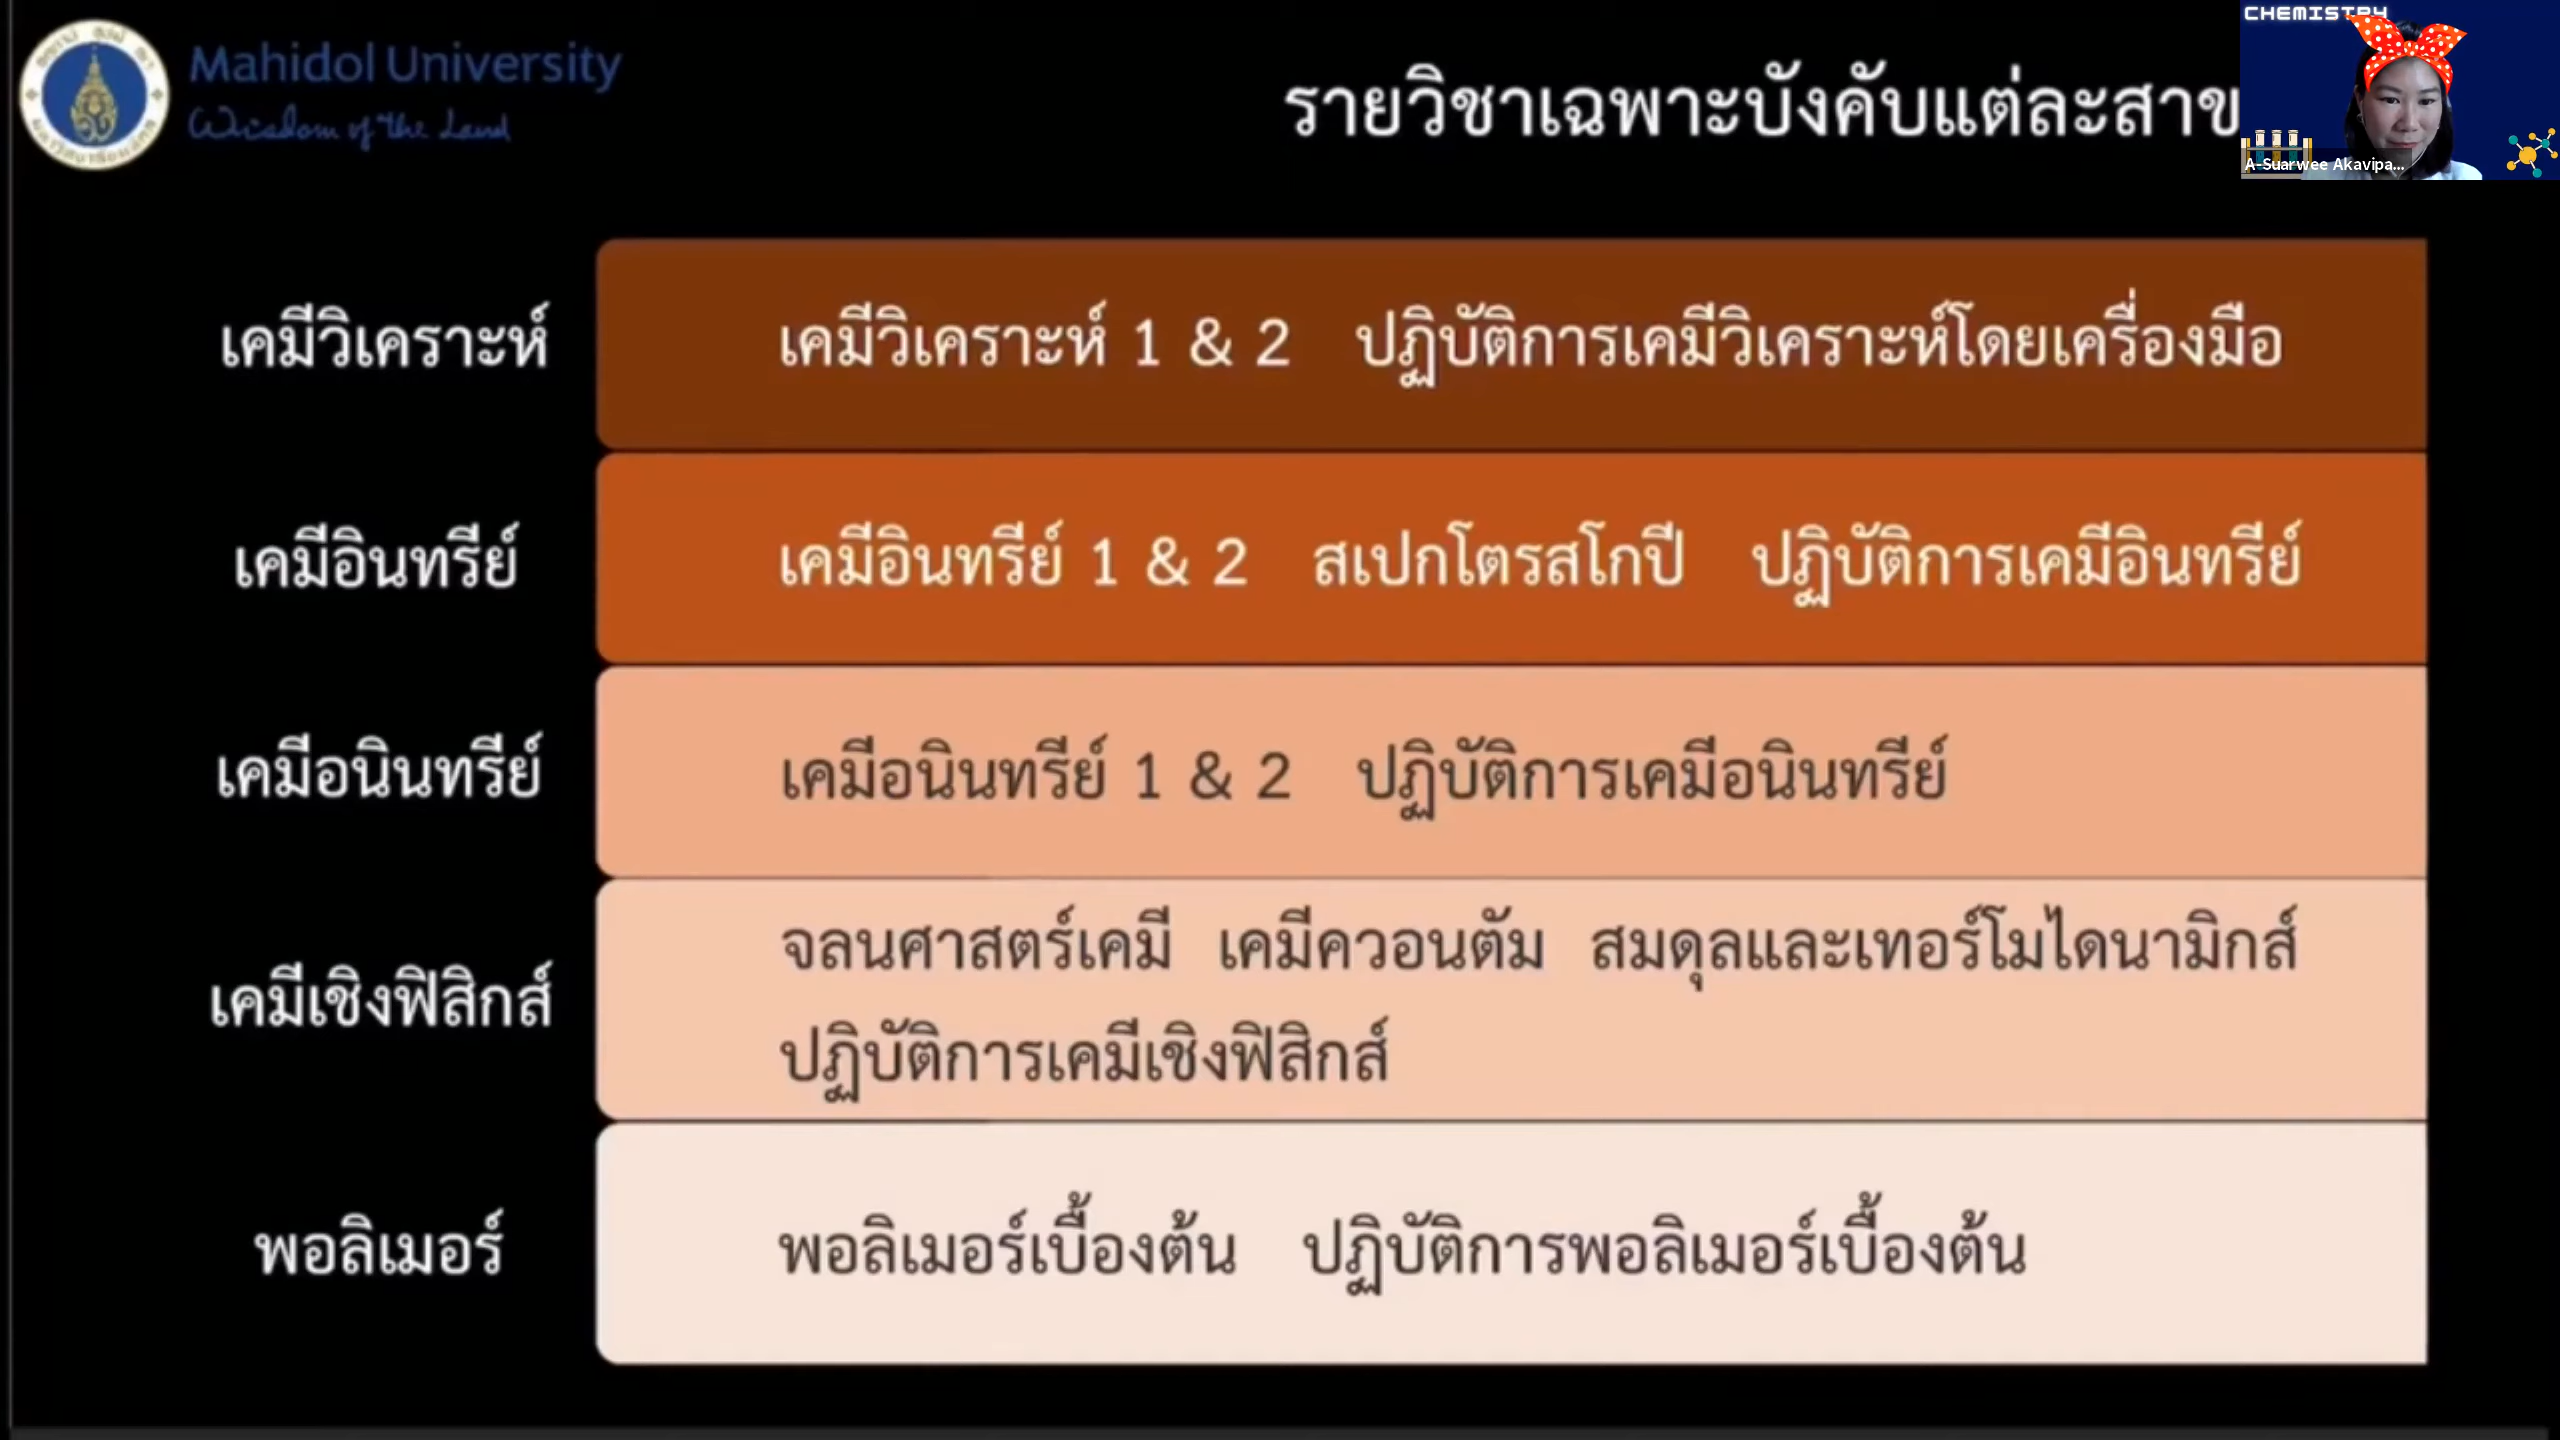 Mahidol University
Wisdom of the Land
รายวิชาเฉพาะบังคับแต่ละสาข
CHEMISTRY
A-Suarwee Akavipa...
เคมีวิเคราะห์
เคมีวิเคราะห์ 1 & 2 ปฏิบัติการเคมีวิเคราะห์โดยเครื่องมือ
เคมีอินทรีย์
เคมีอินทรีย์ 1 & 2 สเปกโตรสโกปี ปฏิบัติการเคมีอินทรีย์
เคมีอนินทรีย์
เคมีอนินทรีย์ 1 & 2 ปฏิบัติการเคมีอนินทรีย์
เคมีเชิงฟิสิกส์
จลนศาสตร์เคมี เคมีควอนตัม สมดุลและเทอร์โมไดนามิกส์
ปฏิบัติการเคมีเชิงฟิสิกส์
พอลิเมอร์
พอลิเมอร์เบื้องต้น ปฏิบัติการพอลิเมอร์เบื้องต้น